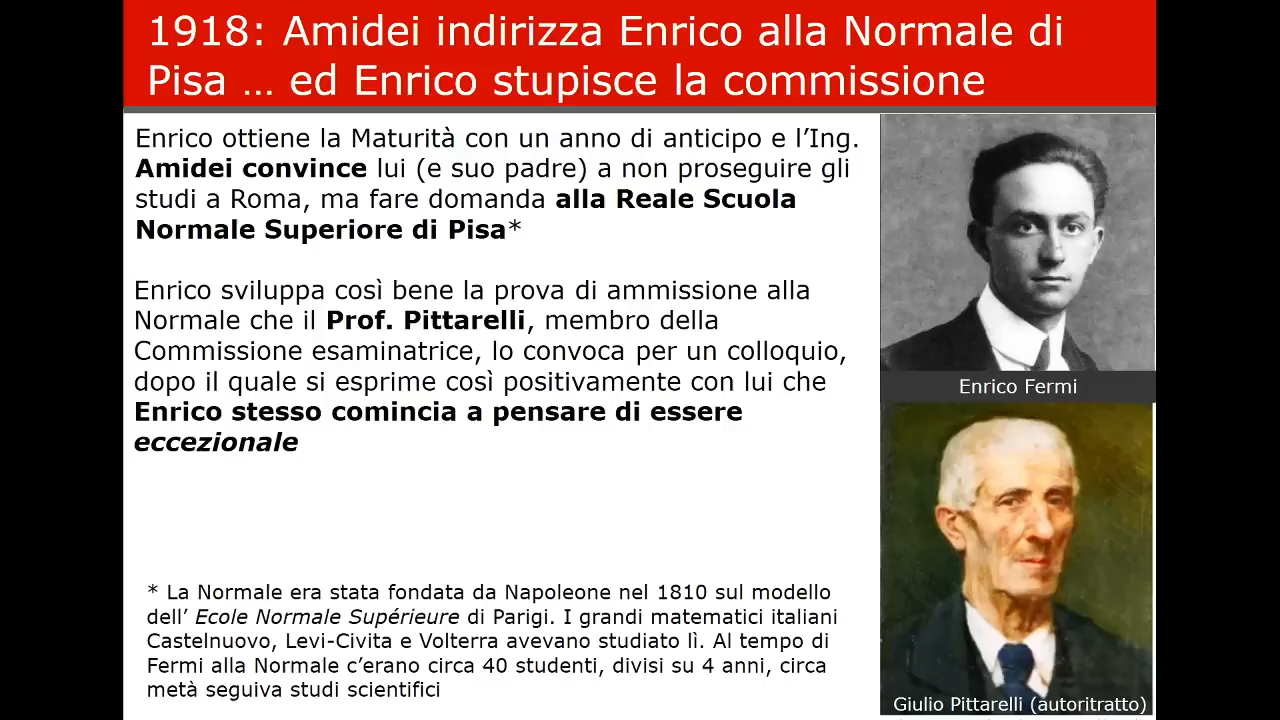 1918: Amidei indirizza Enrico alla Normale di
Pisa … ed Enrico stupisce la commissione
Enrico ottiene la Maturità con un anno di anticipo e l’Ing.
Amidei convince lui (e suo padre) a non proseguire gli
studi a Roma, ma fare domanda alla Reale Scuola
Normale Superiore di Pisa*
Enrico sviluppa così bene la prova di ammissione alla
Normale che il Prof. Pittarelli, membro della
Commissione esaminatrice, lo convoca per un colloquio,
dopo il quale si esprime così positivamente con lui che
Enrico stesso comincia a pensare di essere
eccezionale
* La Normale era stata fondata da Napoleone nel 1810 sul modello
dell’ Ecole Normale Supérieure di Parigi. I grandi matematici italiani
Castelnuovo, Levi-Civita e Volterra avevano studiato lì. Al tempo di
Fermi alla Normale c’erano circa 40 studenti, divisi su 4 anni, circa
metà seguiva studi scientifici
Enrico Fermi
Giulio Pittarelli (autoritratto)